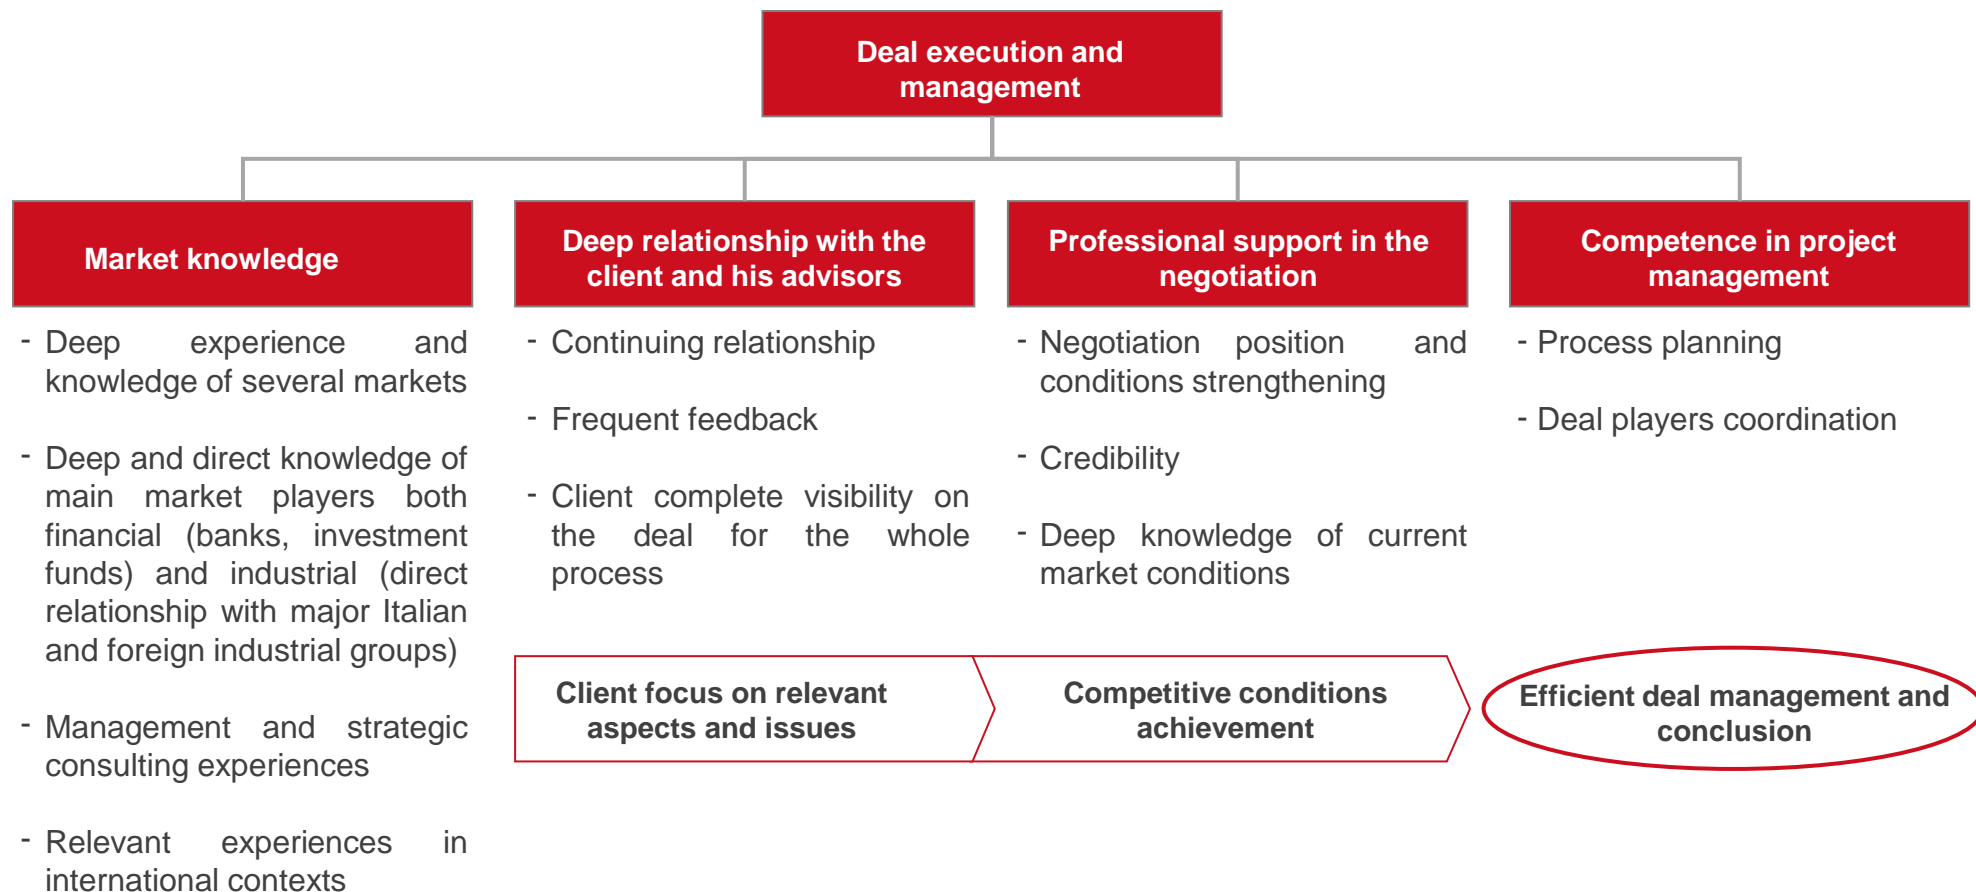 Deal execution and
management
Market knowledge
Deep relationship with the
client and his advisors
Professional support in the
negotiation
Competence in project
management
- Deep experience and
knowledge of several markets
- Deep and direct knowledge of
main market players both
financial (banks, investment
funds) and industrial (direct
relationship with major Italian
and foreign industrial groups)
- Management and strategic
consulting experiences
- Relevant experiences in
international contexts
- Continuing relationship
- Frequent feedback
- Client complete visibility on
the deal for the whole
process
- Negotiation position and
conditions strengthening
- Credibility
- Deep knowledge of current
market conditions
- Process planning
- Deal players coordination
Client focus on relevant
aspects and issues
Competitive conditions
achievement
Efficient deal management and
conclusion